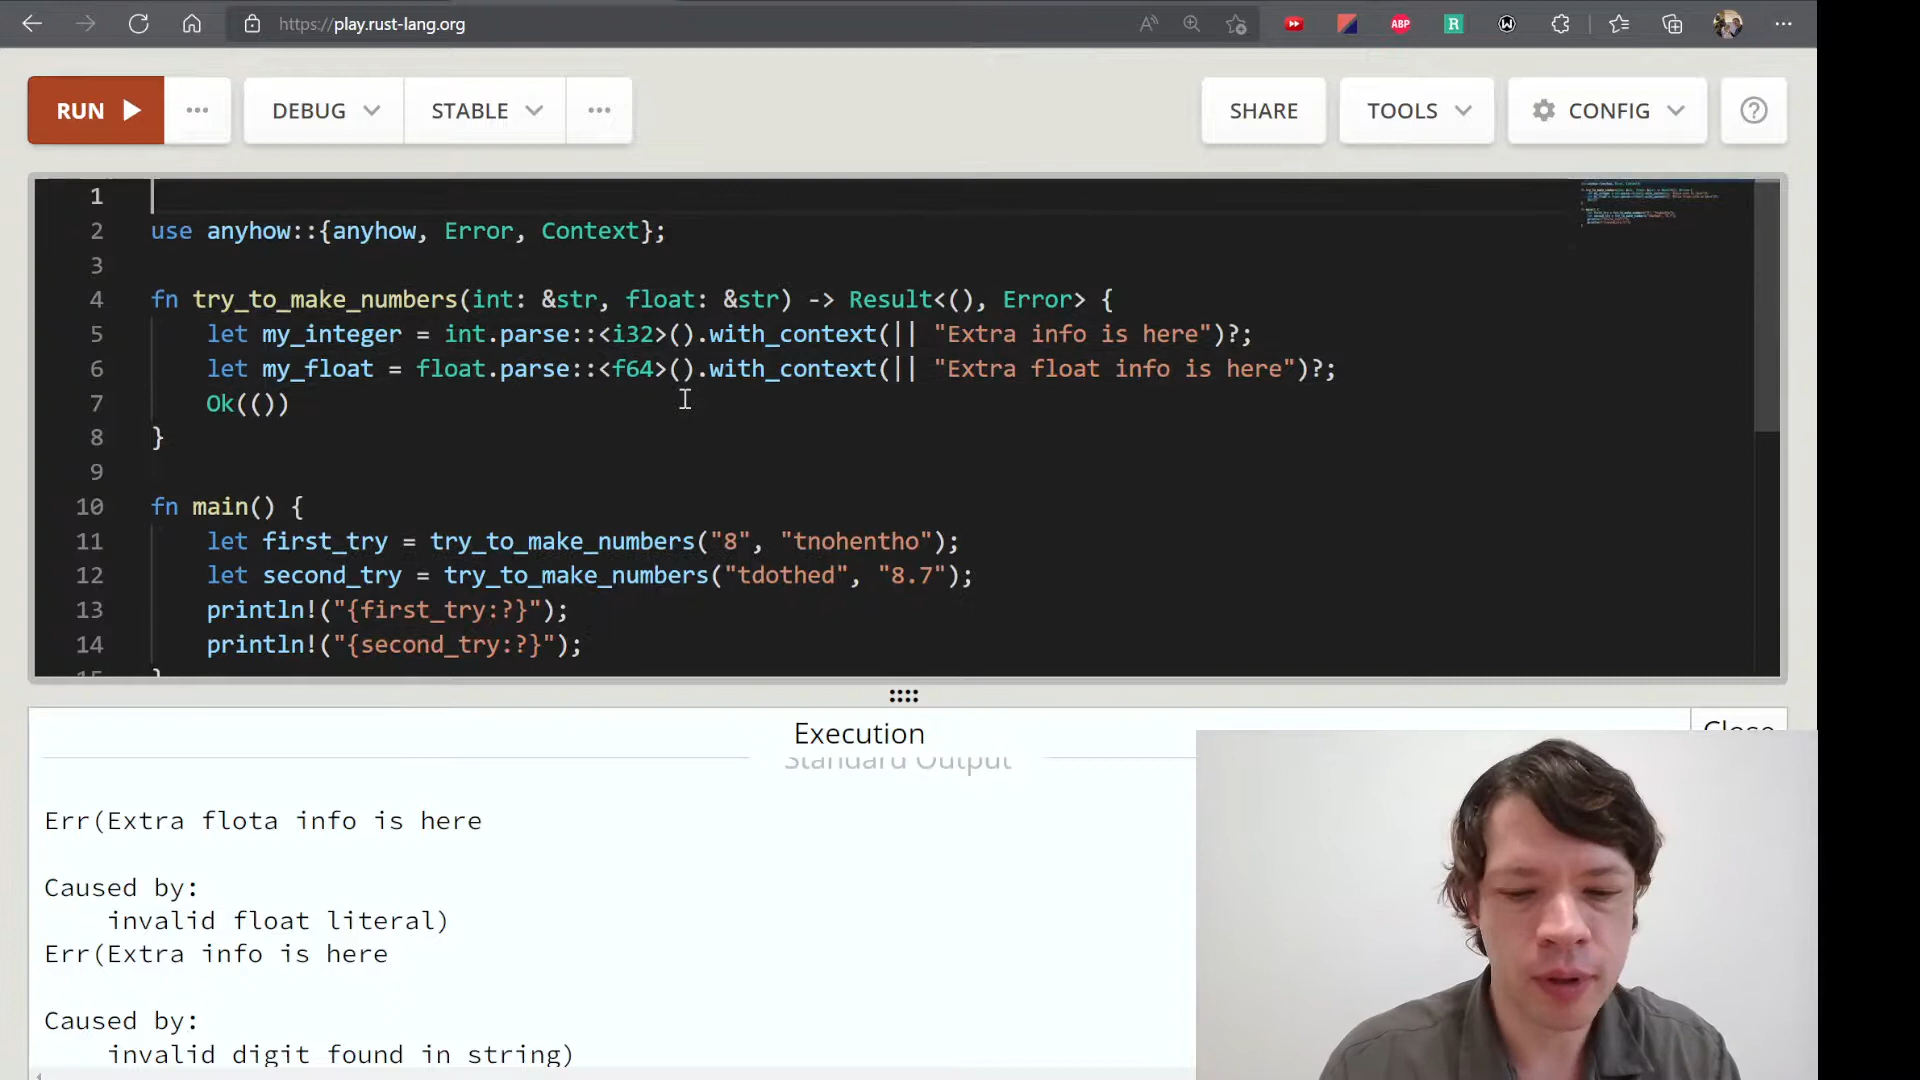 https://play.rust-lang.org
ABP
R
RUN
DEBUG
STABLE
SHARE
TOOLS
CONFIG
1
2 use anyhow::{anyhow, Error, Context};
3
4 fn try_to_make_numbers(int: &str, float: &str) -> Result<(), Error> {
5 let my_integer = int.parse::<i32>().with_context(|| "Extra info is here")?;
6 let my_float = float.parse::<f64>().with_context(|| "Extra float info is here")?;
7 Ok(())
8 }
9
10 fn main() {
11 let first_try = try_to_make_numbers("8", "tnohentho");
12 let second_try = try_to_make_numbers("tdothed", "8.7");
13 println!("{first_try:?}");
14 println!("{second_try:?}");
15 }
Execution
Close
Standard Output
Err(Extra flota info is here
Caused by:
invalid float literal)
Err(Extra info is here
Caused by:
invalid digit found in string)